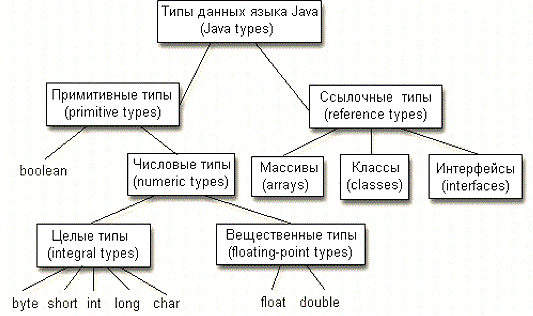 Типы данных языка Java
(Java types)
Примитивные типы
(primitive types)
Ссылочные типы
(reference types)
boolean
Числовые типы
(numeric types)
Массивы
(arrays)
Классы
(classes)
Интерфейсы
(interfaces)
Целые типы
(integral types)
Вещественные типы
(floating-point types)
byte short int long char
float double